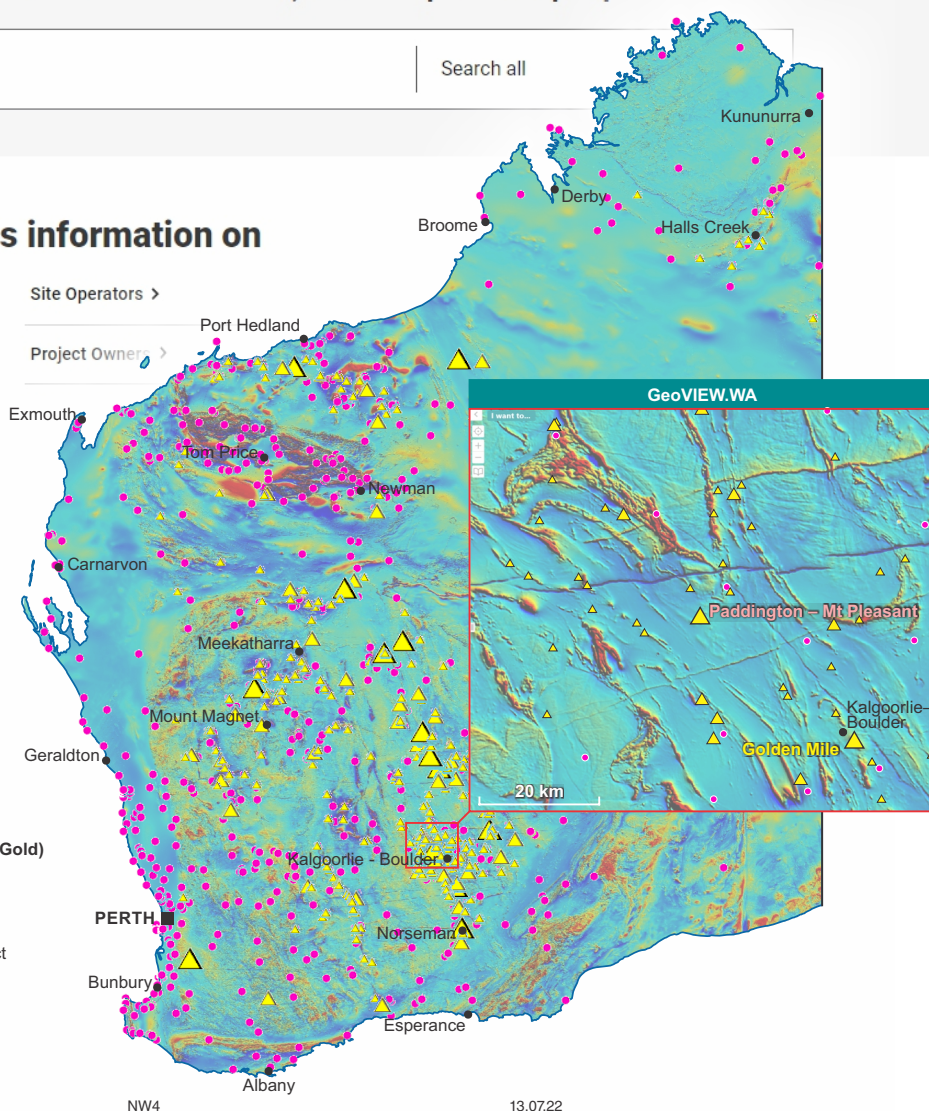 Search all
Kununurra
s information on
Derby
Broome
Halls Creek
Site Operators >
Port Hedland
Project Owners >
GeoVIEW.WA
Exmouth
I want to...
Tom Price
Newman
Carnarvon
Paddington – Mt Pleasant
Meekatharra
Kalgoorlie–
Boulder
Mount Magnet
Golden Mile
Geraldton
20 km
Gold)
Kalgoorlie - Boulder
PERTH
Norseman
ct
Bunbury
Esperance
Albany
NW4
13.07.22